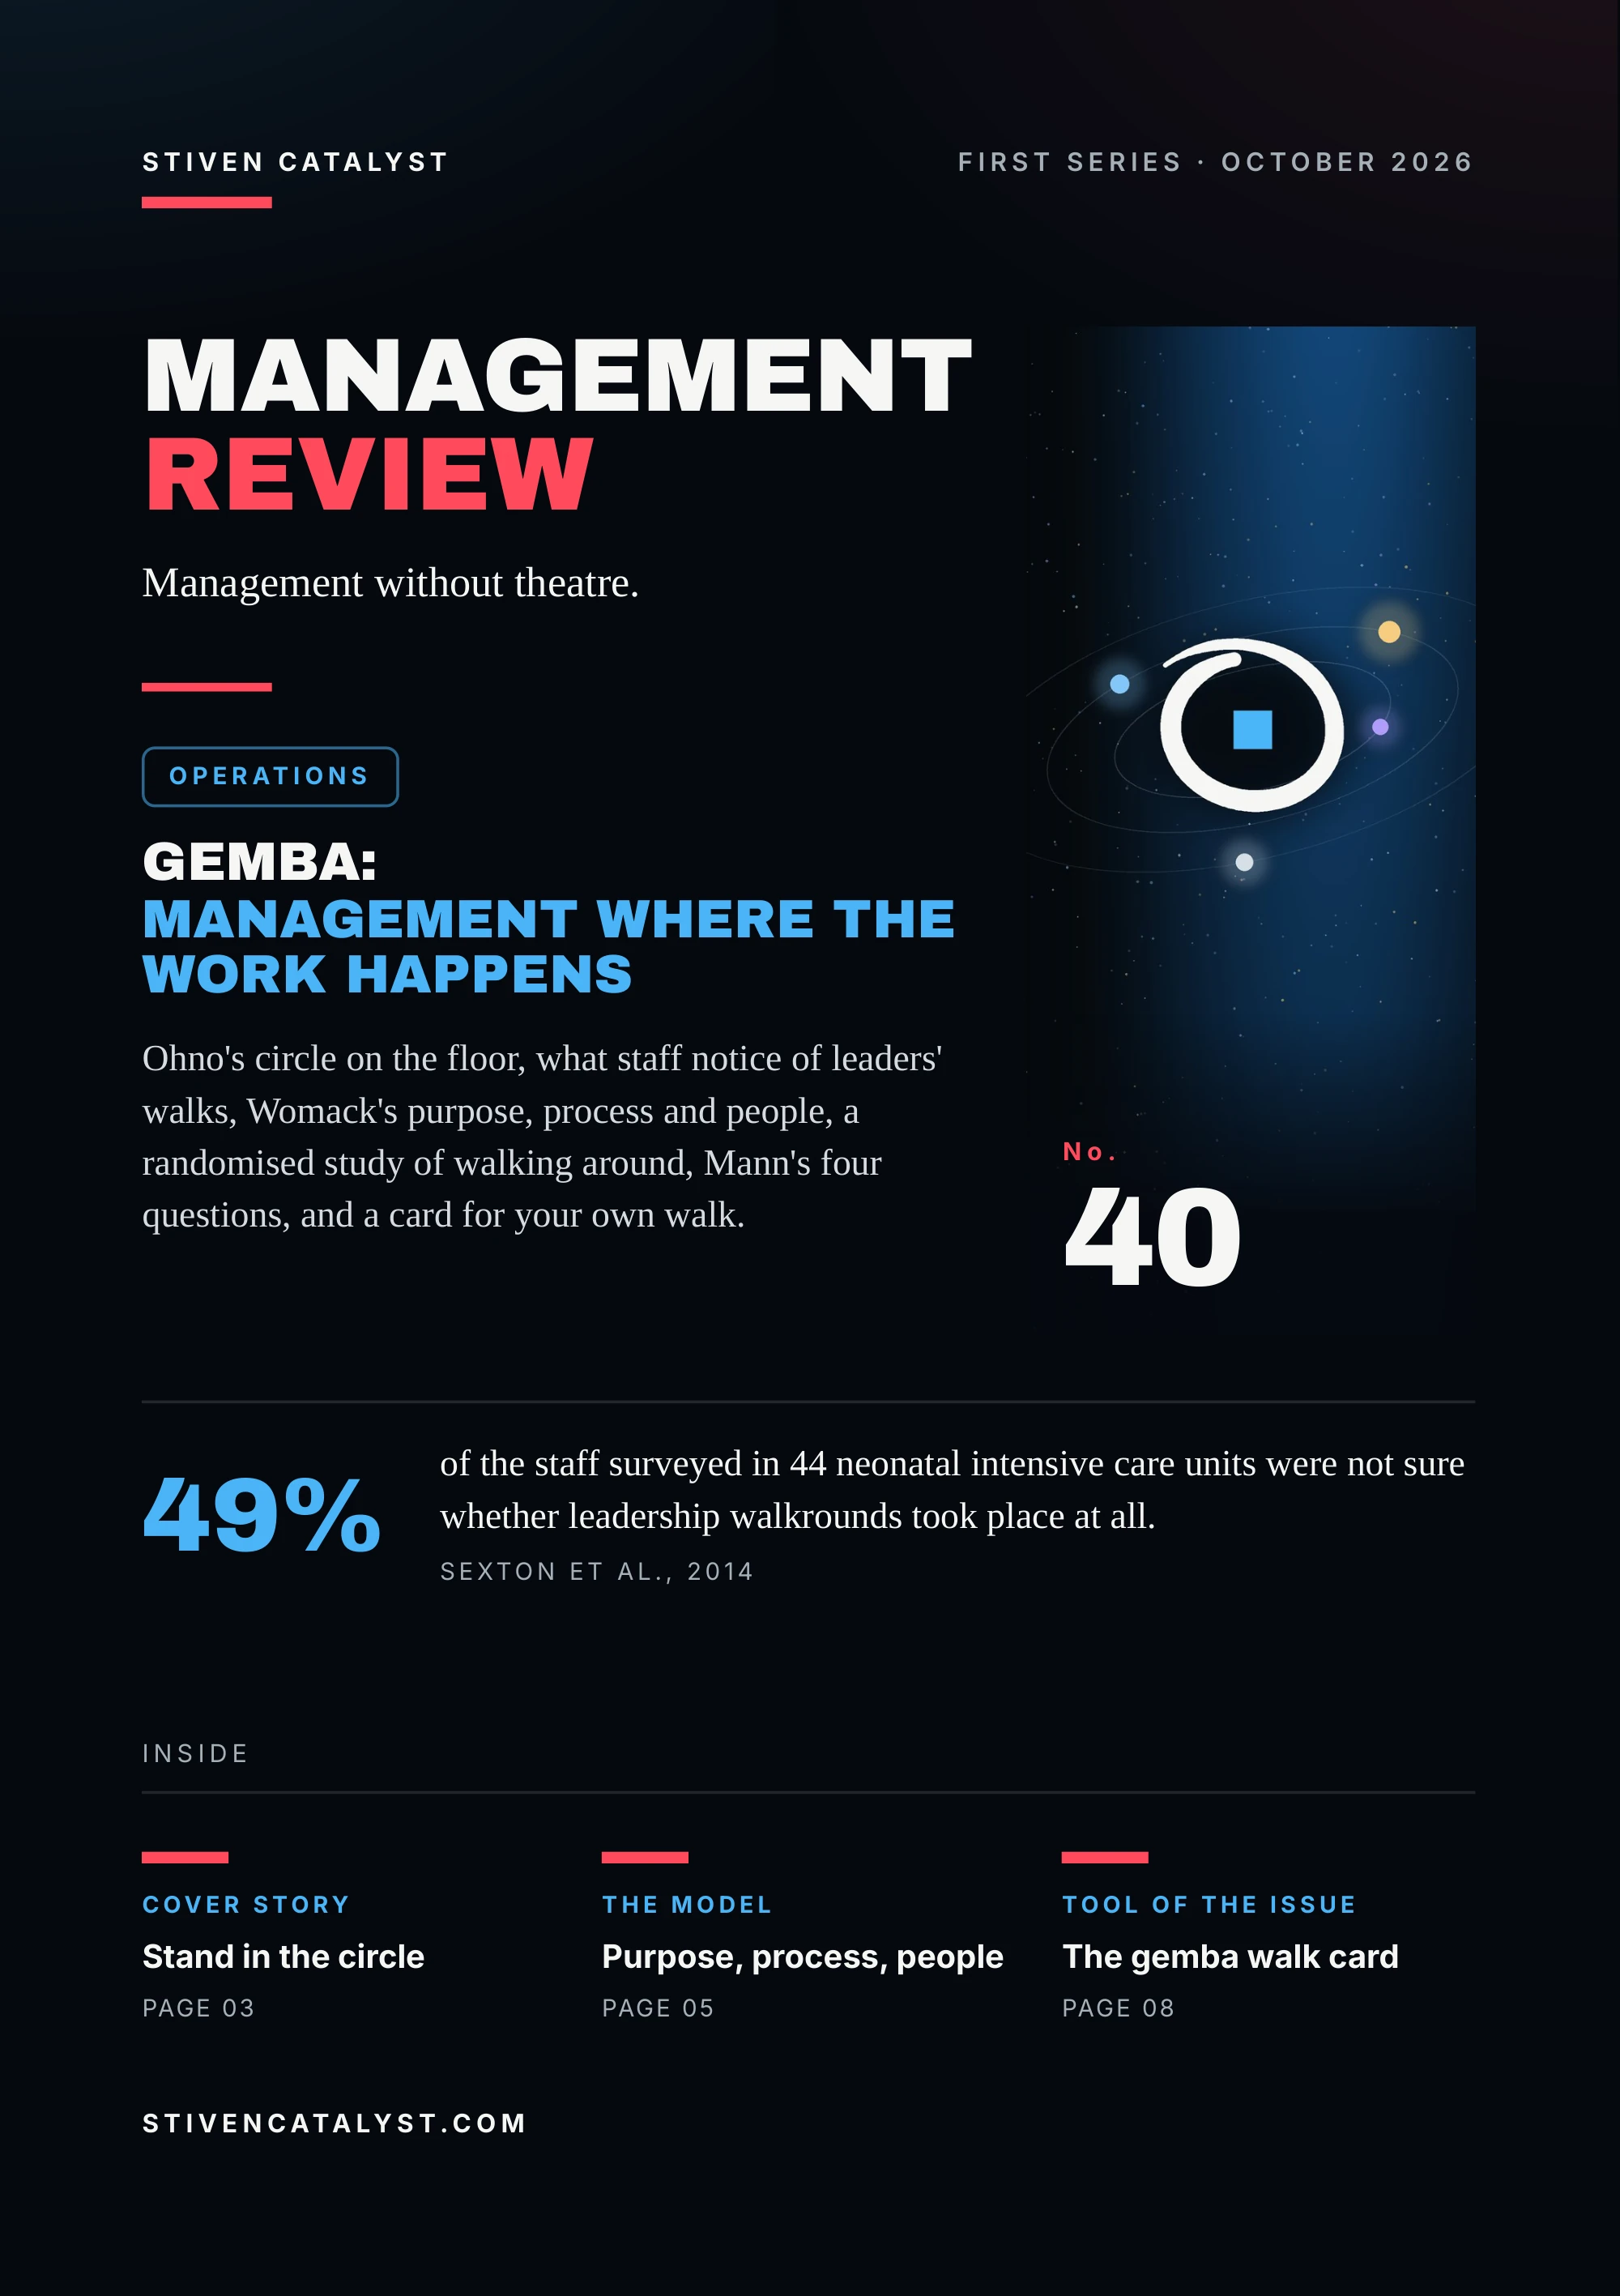 STIVEN CATALYST
FIRST SERIES · OCTOBER 2026
MANAGEMENT
REVIEW
Management without theatre.
OPERATIONS
GEMBA:
MANAGEMENT WHERE THE
WORK HAPPENS
Ohno's circle on the floor, what staff notice of leaders'
walks, Womack's purpose, process and people, a
randomised study of walking around, Mann's four
questions, and a card for your own walk.
No.
40
49%
of the staff surveyed in 44 neonatal intensive care units were not sure
whether leadership walkrounds took place at all.
SEXTON ET AL., 2014
INSIDE
COVER STORY
Stand in the circle
PAGE 03
THE MODEL
Purpose, process, people
PAGE 05
TOOL OF THE ISSUE
The gemba walk card
PAGE 08
STIVENCATALYST.COM